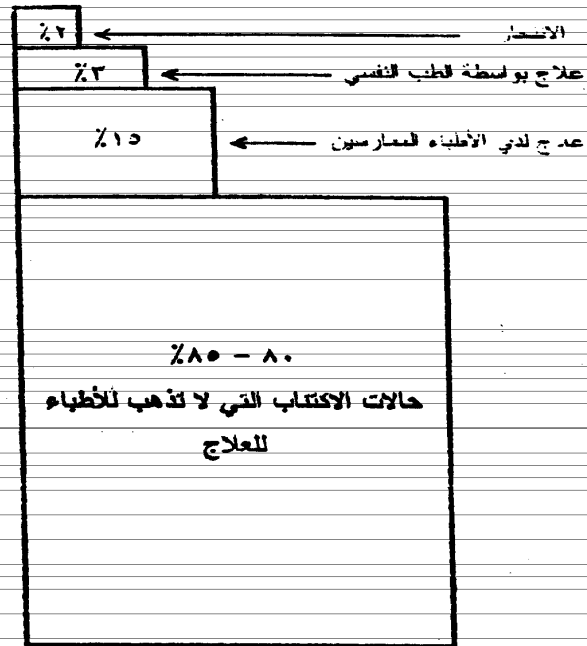 ٪٢ الانتحار
٪٣ علاج بواسطة الطب النفسي
٪١٥ علاج لدي الأطباء الممارسين
٨٠ – ٨٥٪
حالات الاكتئاب التي لا تذهب للأطباء
للعلاج